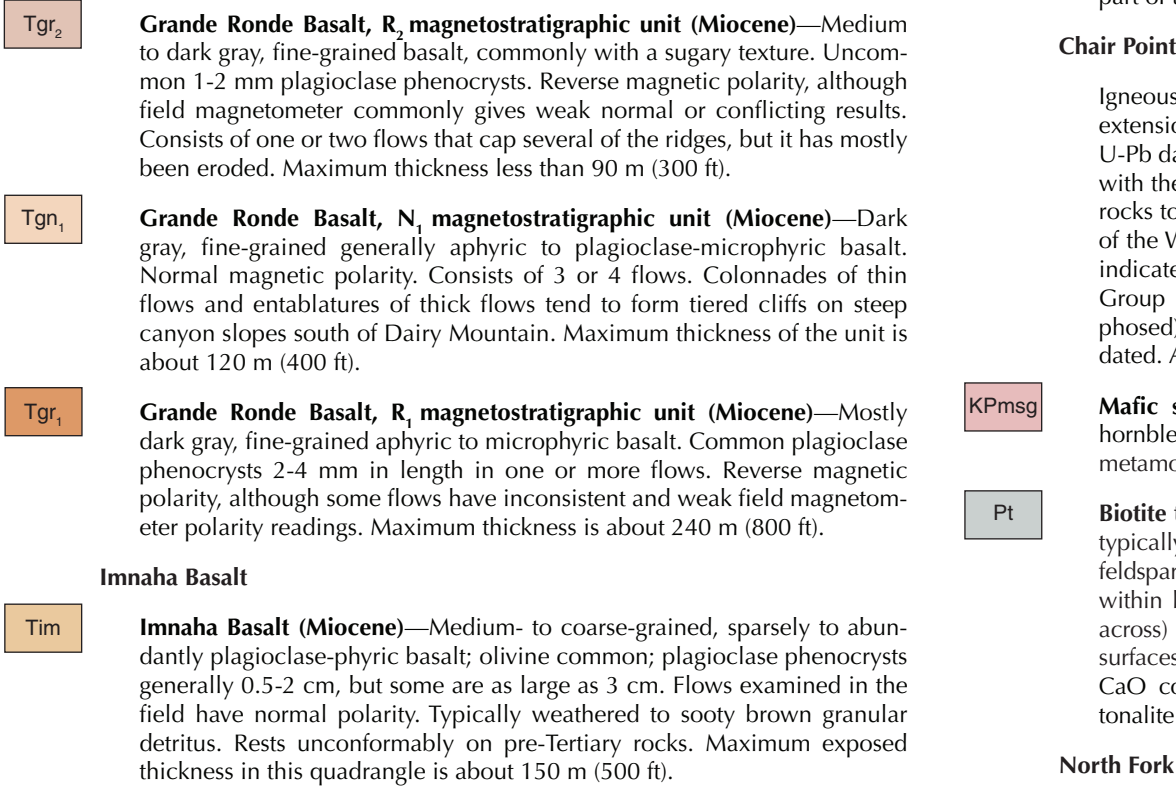 Tgr₂
Grande Ronde Basalt, R₂ magnetostratigraphic unit (Miocene)—Medium
to dark gray, fine-grained basalt, commonly with a sugary texture. Uncom-
mon 1-2 mm plagioclase phenocrysts. Reverse magnetic polarity, although
field magnetometer commonly gives weak normal or conflicting results.
Consists of one or two flows that cap several of the ridges, but it has mostly
been eroded. Maximum thickness less than 90 m (300 ft).
Tgn₁
Grande Ronde Basalt, N₁ magnetostratigraphic unit (Miocene)—Dark
gray, fine-grained generally aphyric to plagioclase-microphyric basalt.
Normal magnetic polarity. Consists of 3 or 4 flows. Colonnades of thin
flows and entablatures of thick flows tend to form tiered cliffs on steep
canyon slopes south of Dairy Mountain. Maximum thickness of the unit is
about 120 m (400 ft).
Tgr₁
Grande Ronde Basalt, R₁ magnetostratigraphic unit (Miocene)—Mostly
dark gray, fine-grained aphyric to microphyric basalt. Common plagioclase
phenocrysts 2-4 mm in length in one or more flows. Reverse magnetic
polarity, although some flows have inconsistent and weak field magnetom-
eter polarity readings. Maximum thickness is about 240 m (800 ft).
Imnaha Basalt
Tim
Imnaha Basalt (Miocene)—Medium- to coarse-grained, sparsely to abun-
dantly plagioclase-phyric basalt; olivine common; plagioclase phenocrysts
generally 0.5-2 cm, but some are as large as 3 cm. Flows examined in the
field have normal polarity. Typically weathered to sooty brown granular
detritus. Rests unconformably on pre-Tertiary rocks. Maximum exposed
thickness in this quadrangle is about 150 m (500 ft).
Chair Point
Igneous
extensio
U-Pb da
with the
rocks to
of the W
indicate
Group
phosed)
dated. A
KPmsg
Mafic s
hornble
metamo
Pt
Biotite t
typically
feldspar
within l
across)
surfaces
CaO co
tonalite
North Fork